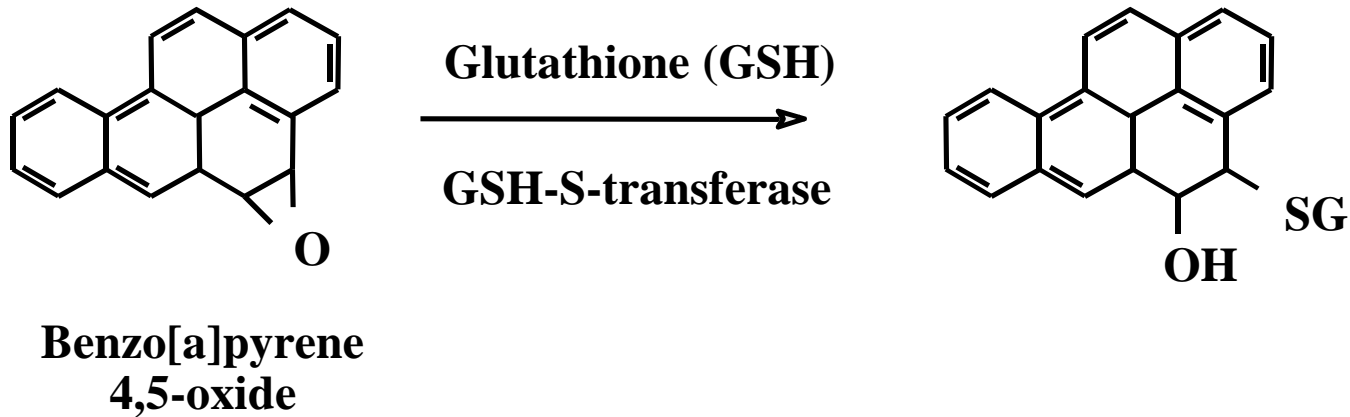 Glutathione (GSH)
GSH-S-transferase
O
SG
OH
Benzo[a]pyrene
4,5-oxide